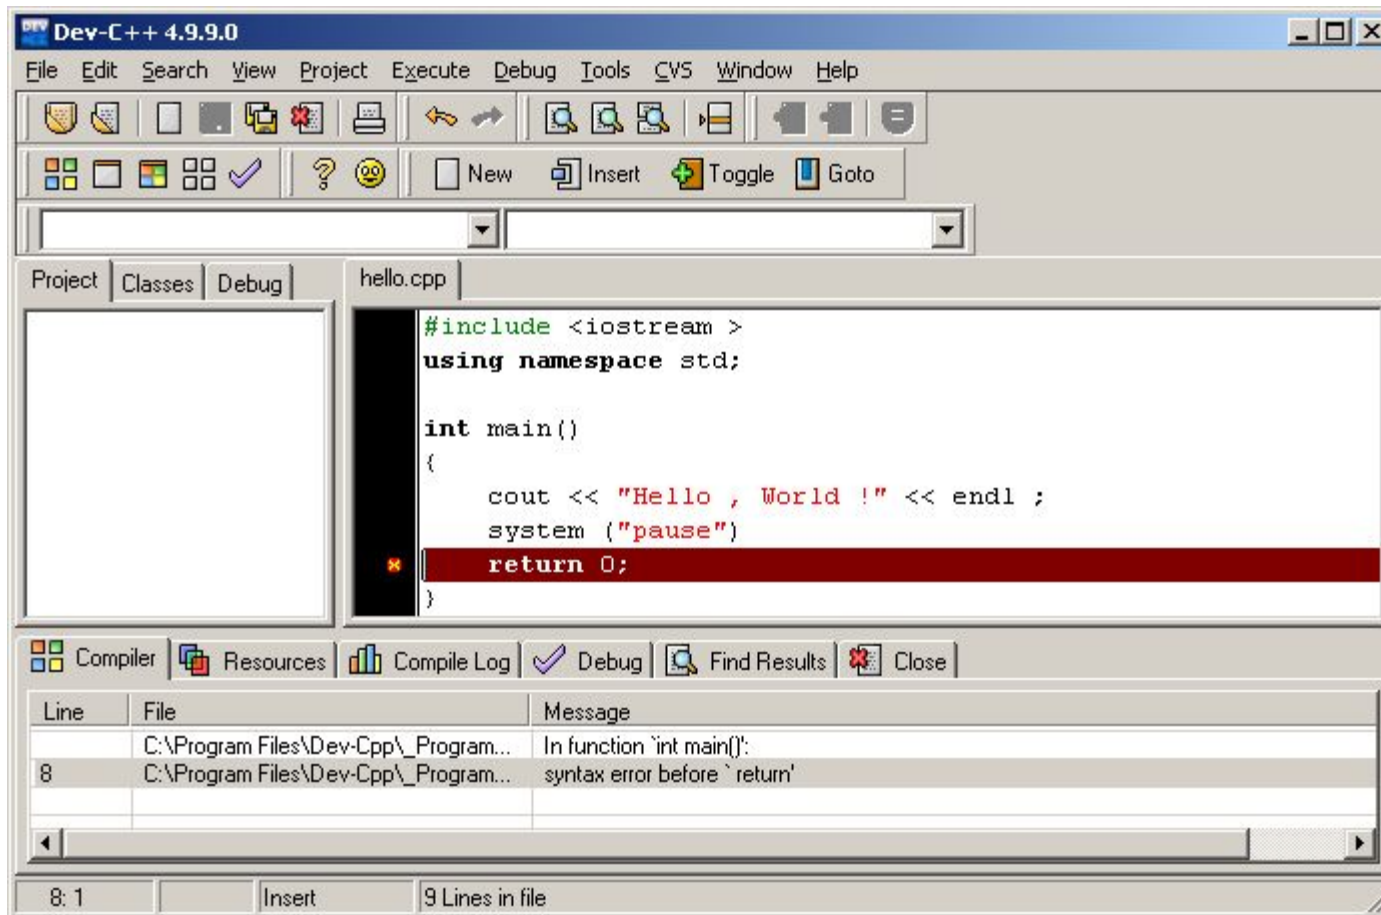 Dev-C++ 4.9.9.0
File Edit Search View Project Execute Debug Tools CVS Window Help
New Insert Toggle Goto
Project Classes Debug hello.cpp
#include <iostream >
using namespace std;
int main()
{
cout << "Hello , World !" << endl ;
system ("pause")
return 0;
}
Compiler Resources Compile Log Debug Find Results Close
Line File Message
C:\Program Files\Dev-Cpp\_Program... In function `int main()':
8 C:\Program Files\Dev-Cpp\_Program... syntax error before ` return'
8: 1 Insert 9 Lines in file